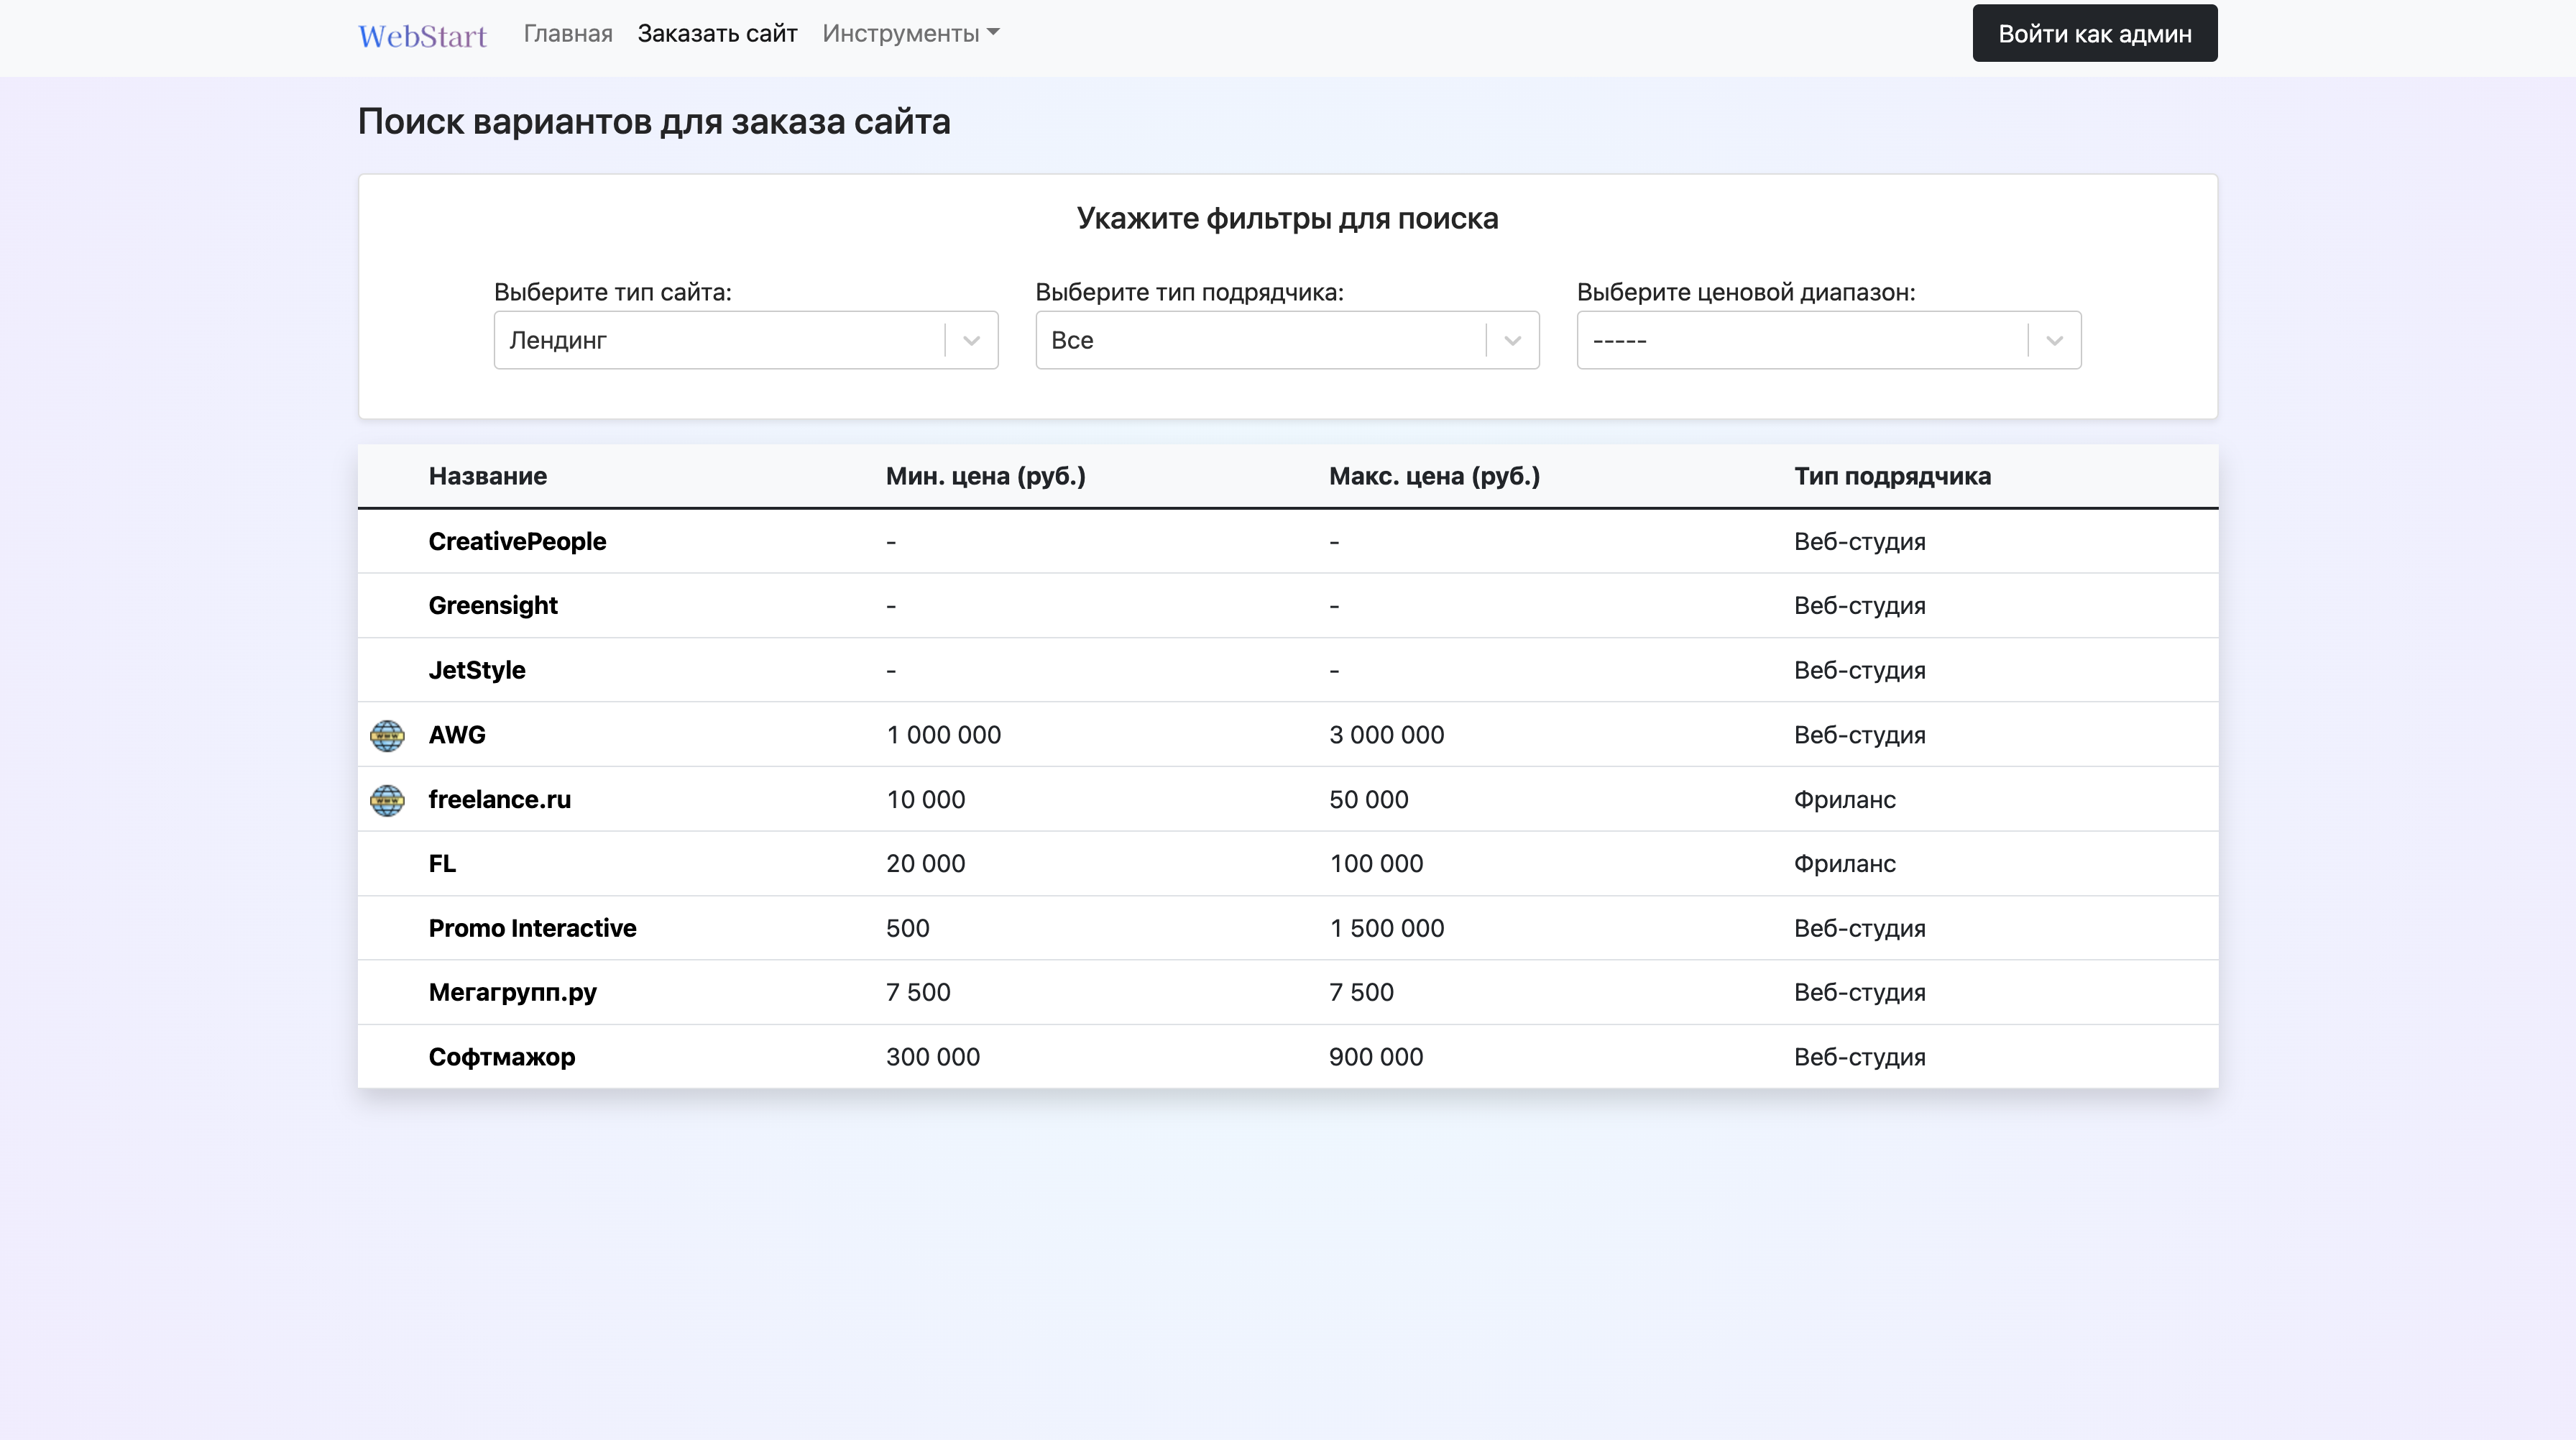 WebStart Главная Заказать сайт Инструменты Войти как админ
Поиск вариантов для заказа сайта
Укажите фильтры для поиска
Выберите тип сайта: Выберите тип подрядчика: Выберите ценовой диапазон:
Лендинг Все -----
Название Мин. цена (руб.) Макс. цена (руб.) Тип подрядчика
CreativePeople - - Веб-студия
Greensight - - Веб-студия
JetStyle - - Веб-студия
WWW AWG 1 000 000 3 000 000 Веб-студия
WWW freelance.ru 10 000 50 000 Фриланс
FL 20 000 100 000 Фриланс
Promo Interactive 500 1 500 000 Веб-студия
Мегагрупп.ру 7 500 7 500 Веб-студия
Софтмажор 300 000 900 000 Веб-студия